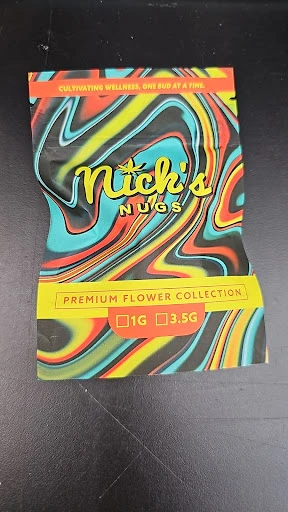 CULTIVATING WELLNESS, ONE BUD AT A TIME.
Nick's
NUGS
PREMIUM FLOWER COLLECTION
☐1G ☐3.5G